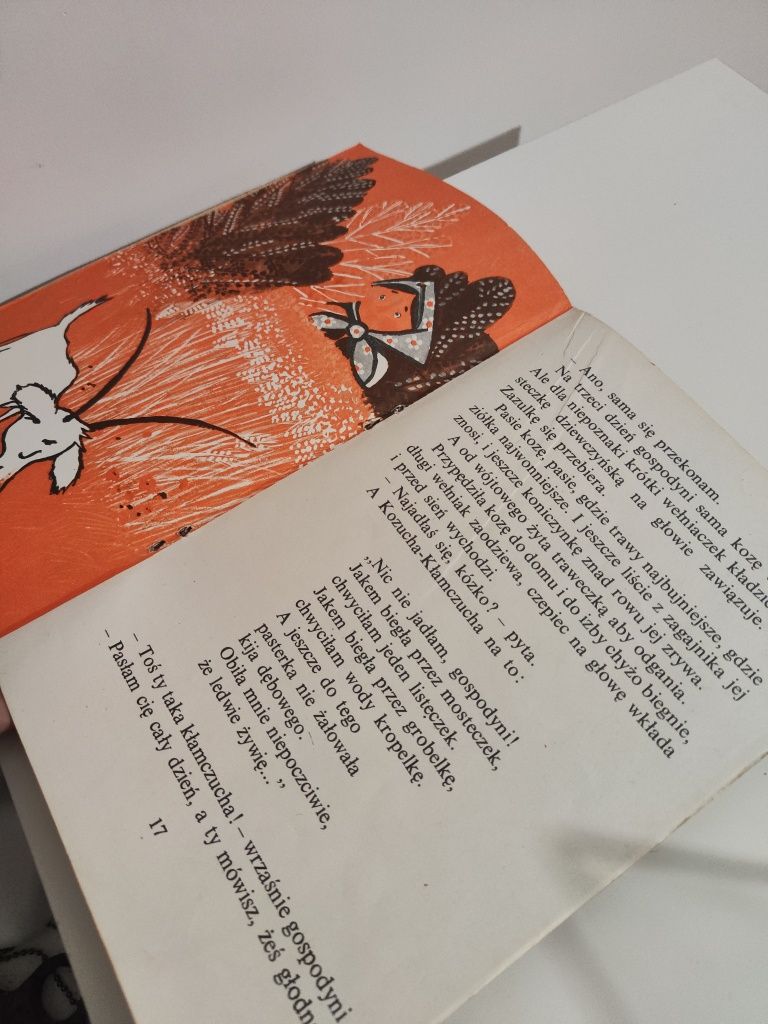 – Ano, sama się przekonam.
Na trzeci dzień gospodyni sama kozę
Ale dla niepoznaki krótki wełniaczek kładzie
steczkę dziewczyńską na głowie zawiązuje.
Zazulkę się przebiera.
Pasie kozę, pasie, gdzie trawy najbujniejsze, gdzie
ziółka najwonniejsze. I jeszcze liście z zagajnika jej
znosi, i jeszcze koniczynkę znad rowu jej zrywa.
A od wójtowego żyta traweczką aby odgania.
Przypędziła kozę do domu i do izby chyżo biegnie,
długi wełniak zaodziewa, czepiec na głowę wkłada
i przed sień wychodzi.
– Najadłaś się, kózko? – pyta.
A Kozucha-Kłamczucha na to:
„Nic nie jadłam, gospodyni!
Jakem biegła przez mosteczek,
chwyciłam jeden listeczek.
Jakem biegła przez grobelkę,
chwyciłam wody kropelkę.
A jeszcze do tego
pasterka nie żałowała
kija dębowego. –
Obiła mnie niepoczciwie,
że ledwie żywię...”
– Toś ty taka kłamczucha! – wrzaśnie gospodyni
– Pasłam cię cały dzień, a ty mówisz, żeś
17